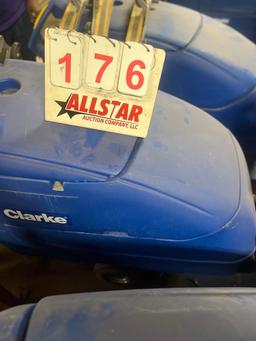 176
ALLSTAR
AUCTION COMPANY, LLC
Clarke®